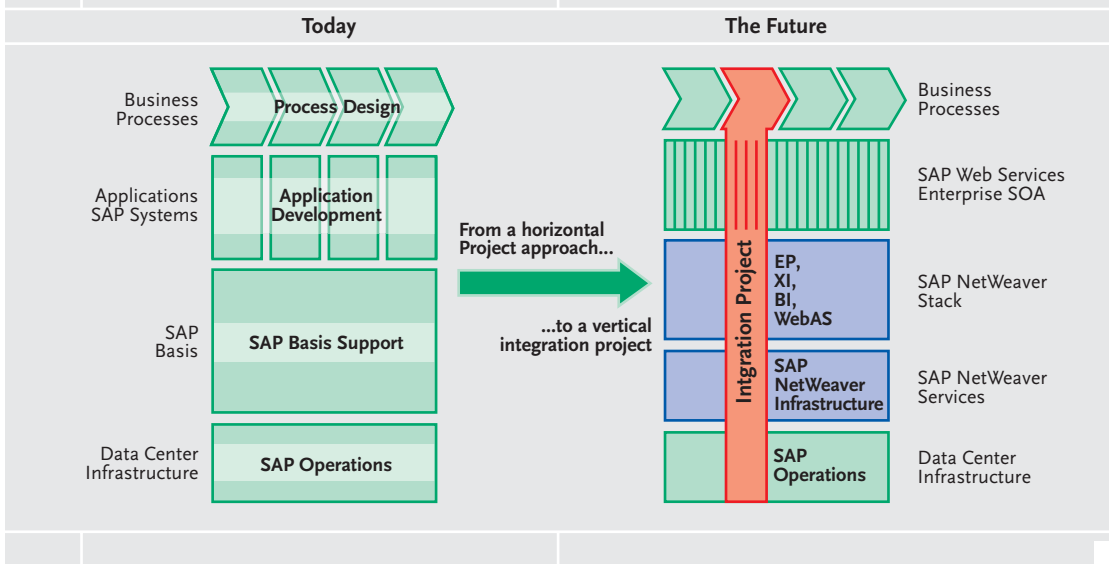 Today
The Future
Business
Processes
Process Design
Applications
SAP Systems
Application
Development
SAP
Basis
SAP Basis Support
Data Center
Infrastructure
SAP Operations
From a horizontal
Project approach...
...to a vertical
integration project
Intgration Project
EP,
XI,
BI,
WebAS
SAP
NetWeaver
Infrastructure
SAP
Operations
Business
Processes
SAP Web Services
Enterprise SOA
SAP NetWeaver
Stack
SAP NetWeaver
Services
Data Center
Infrastructure